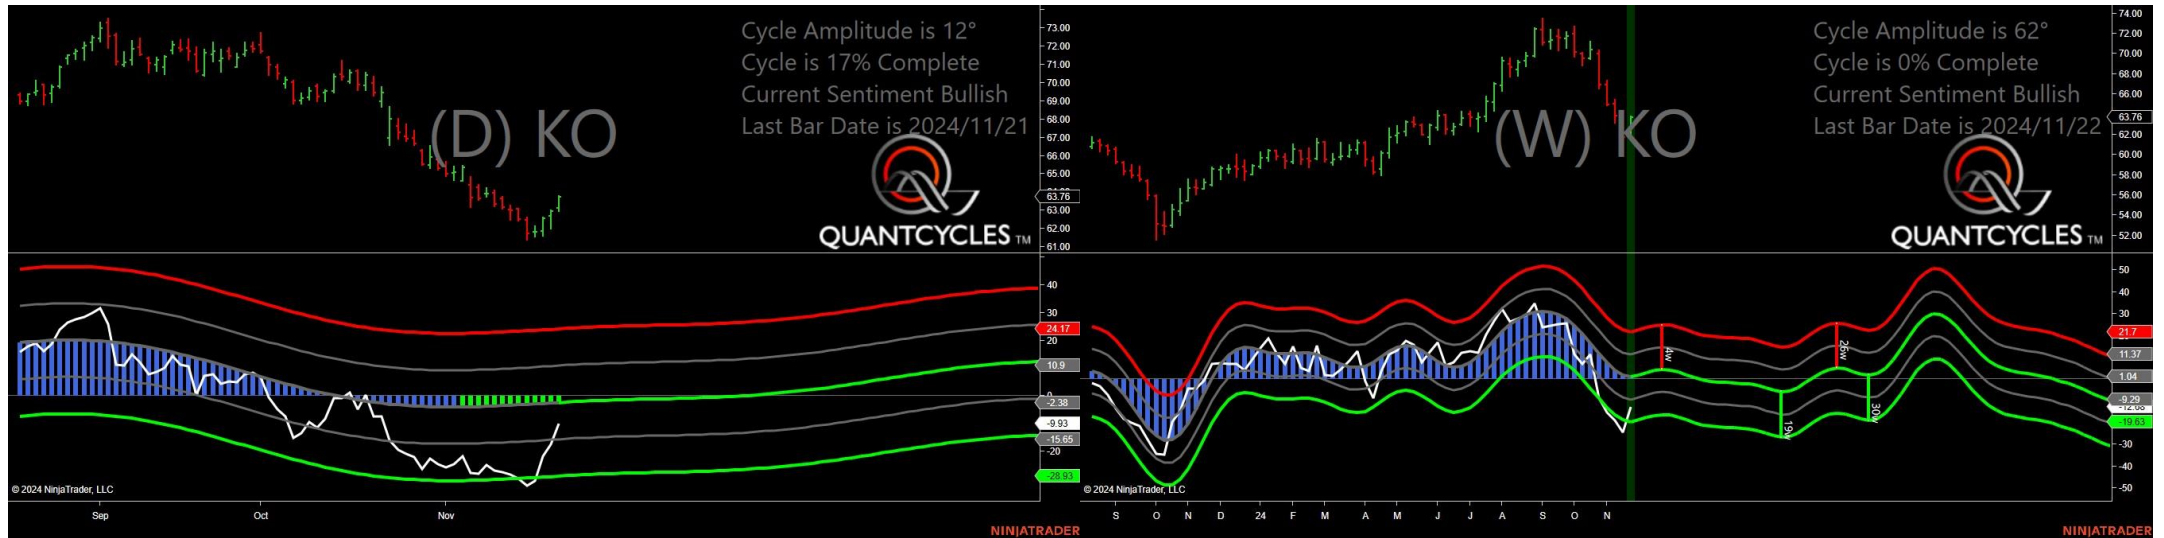 Cycle Amplitude is 12°
Cycle is 17% Complete
Current Sentiment Bullish
Last Bar Date is 2024/11/21
(D) KO
QUANTCYCLES TM
73.00
72.00
71.00
70.00
69.00
68.00
67.00
66.00
65.00
63.76
63.00
62.00
61.00
40
30
24.17
20
10.9
-2.38
-9.93
-15.65
-20
-28.93
© 2024 NinjaTrader, LLC
Sep Oct Nov
NINJATRADER
Cycle Amplitude is 62°
Cycle is 0% Complete
Current Sentiment Bullish
Last Bar Date is 2024/11/22
(W) KO
QUANTCYCLES TM
74.00
72.00
70.00
68.00
66.00
63.76
62.00
60.00
58.00
56.00
54.00
52.00
50
40
30
21.7
11.37
1.04
-9.29
-19.63
-30
-40
-50
4w
19w
26w
30w
© 2024 NinjaTrader, LLC
S O N D 24 F M A M J J A S O N
NINJATRADER